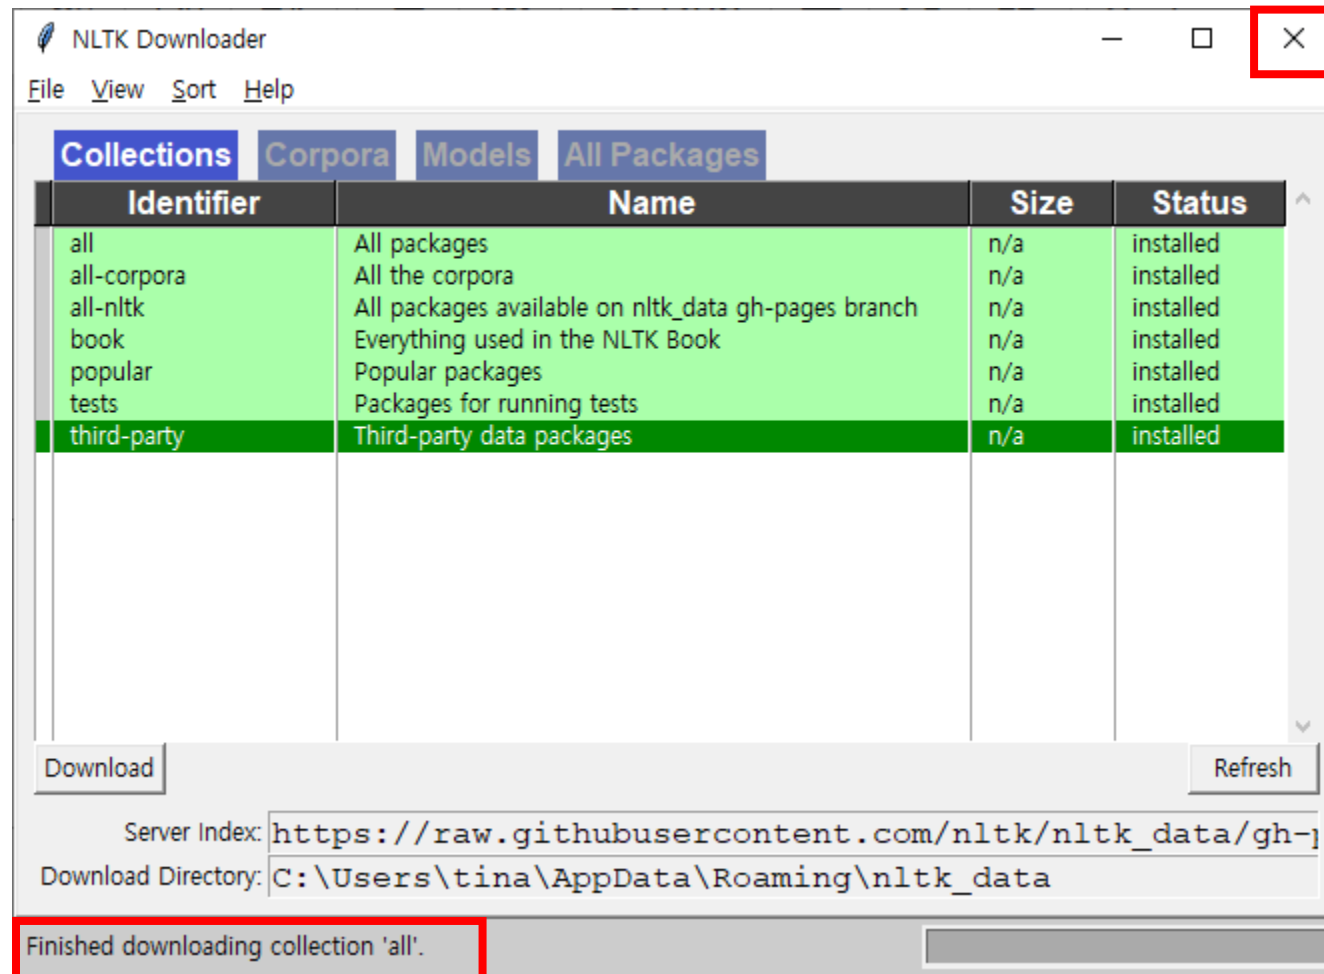 NLTK Downloader
File View Sort Help
Collections Corpora Models All Packages
Identifier Name Size Status
all All packages n/a installed
all-corpora All the corpora n/a installed
all-nltk All packages available on nltk_data gh-pages branch n/a installed
book Everything used in the NLTK Book n/a installed
popular Popular packages n/a installed
tests Packages for running tests n/a installed
third-party Third-party data packages n/a installed
Download Refresh
Server Index: https://raw.githubusercontent.com/nltk/nltk_data/gh-
Download Directory: C:\Users\tina\AppData\Roaming\nltk_data
Finished downloading collection 'all'.